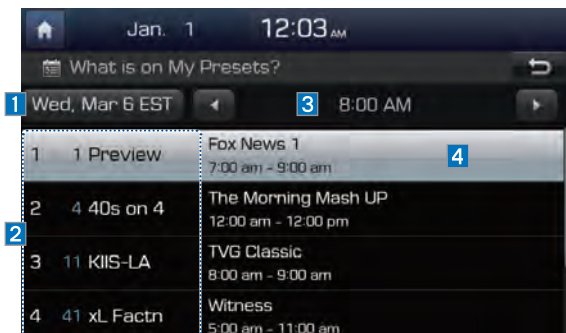 Jan. 1 12:03 AM
What is on My Presets?
1 Wed, Mar 6 EST 3 8:00 AM
1 1 Preview Fox News 1 4
7:00 am - 9:00 am
2 4 40s on 4 The Morning Mash UP
12:00 am - 12:00 pm
2
3 11 KIIS-LA TVG Classic
8:00 am - 9:00 am
4 41 xL Factn Witness
5:00 am - 11:00 am